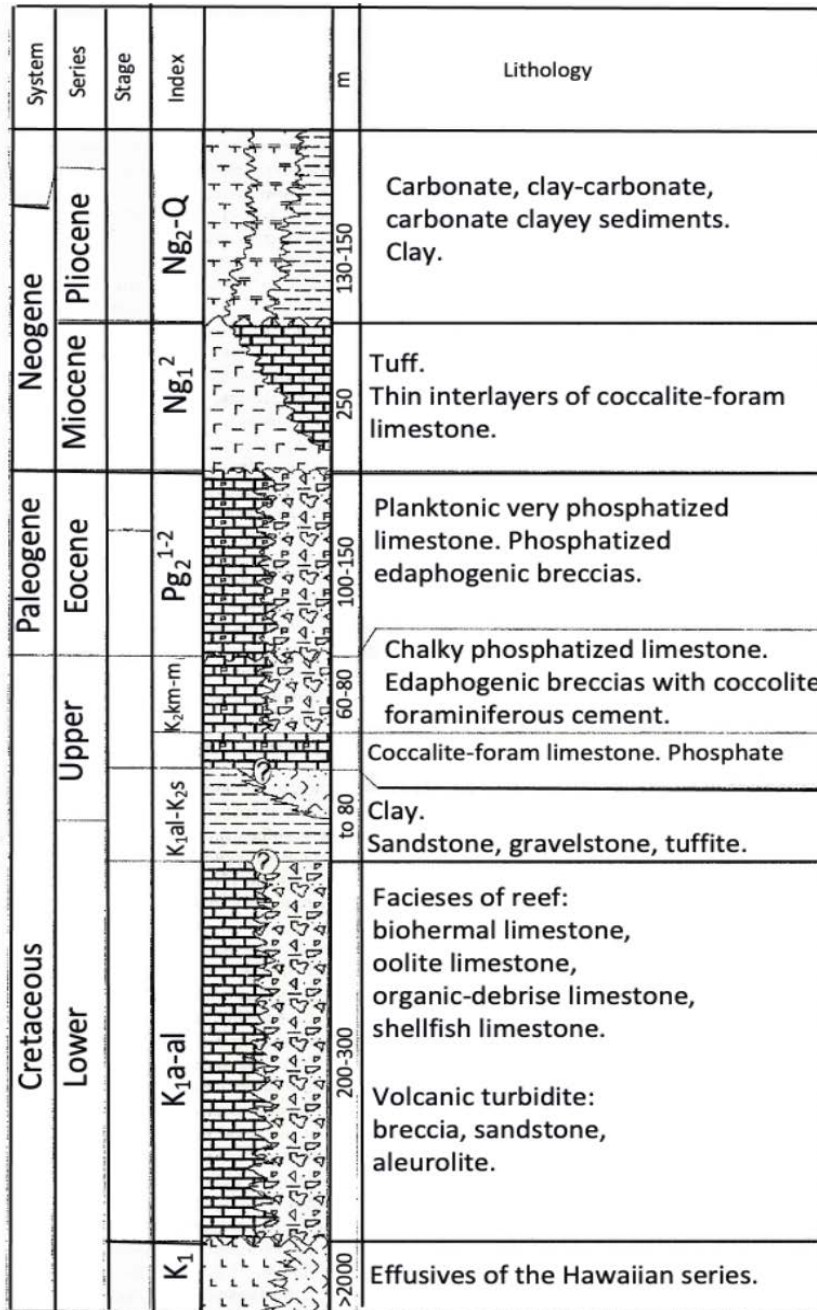 System
Series
Stage
Index
m
Lithology
Neogene
Pliocene
Ng₂-Q
130-150
Carbonate, clay-carbonate,
carbonate clayey sediments.
Clay.
Miocene
Ng₁²
250
Tuff.
Thin interlayers of coccalite-foram
limestone.
Paleogene
Eocene
Pg₂¹⁻²
100-150
Planktonic very phosphatized
limestone. Phosphatized
edaphogenic breccias.
Cretaceous
Upper
K₂km-m
60-80
Chalky phosphatized limestone.
Edaphogenic breccias with coccolite
foraminiferous cement.
Coccalite-foram limestone. Phosphate
?
K₁al-K₂s
to 80
Clay.
Sandstone, gravelstone, tuffite.
?
Lower
K₁a-al
200-300
Facieses of reef:
biohermal limestone,
oolite limestone,
organic-debrise limestone,
shellfish limestone.
Volcanic turbidite:
breccia, sandstone,
aleurolite.
K₁
>2000
Effusives of the Hawaiian series.